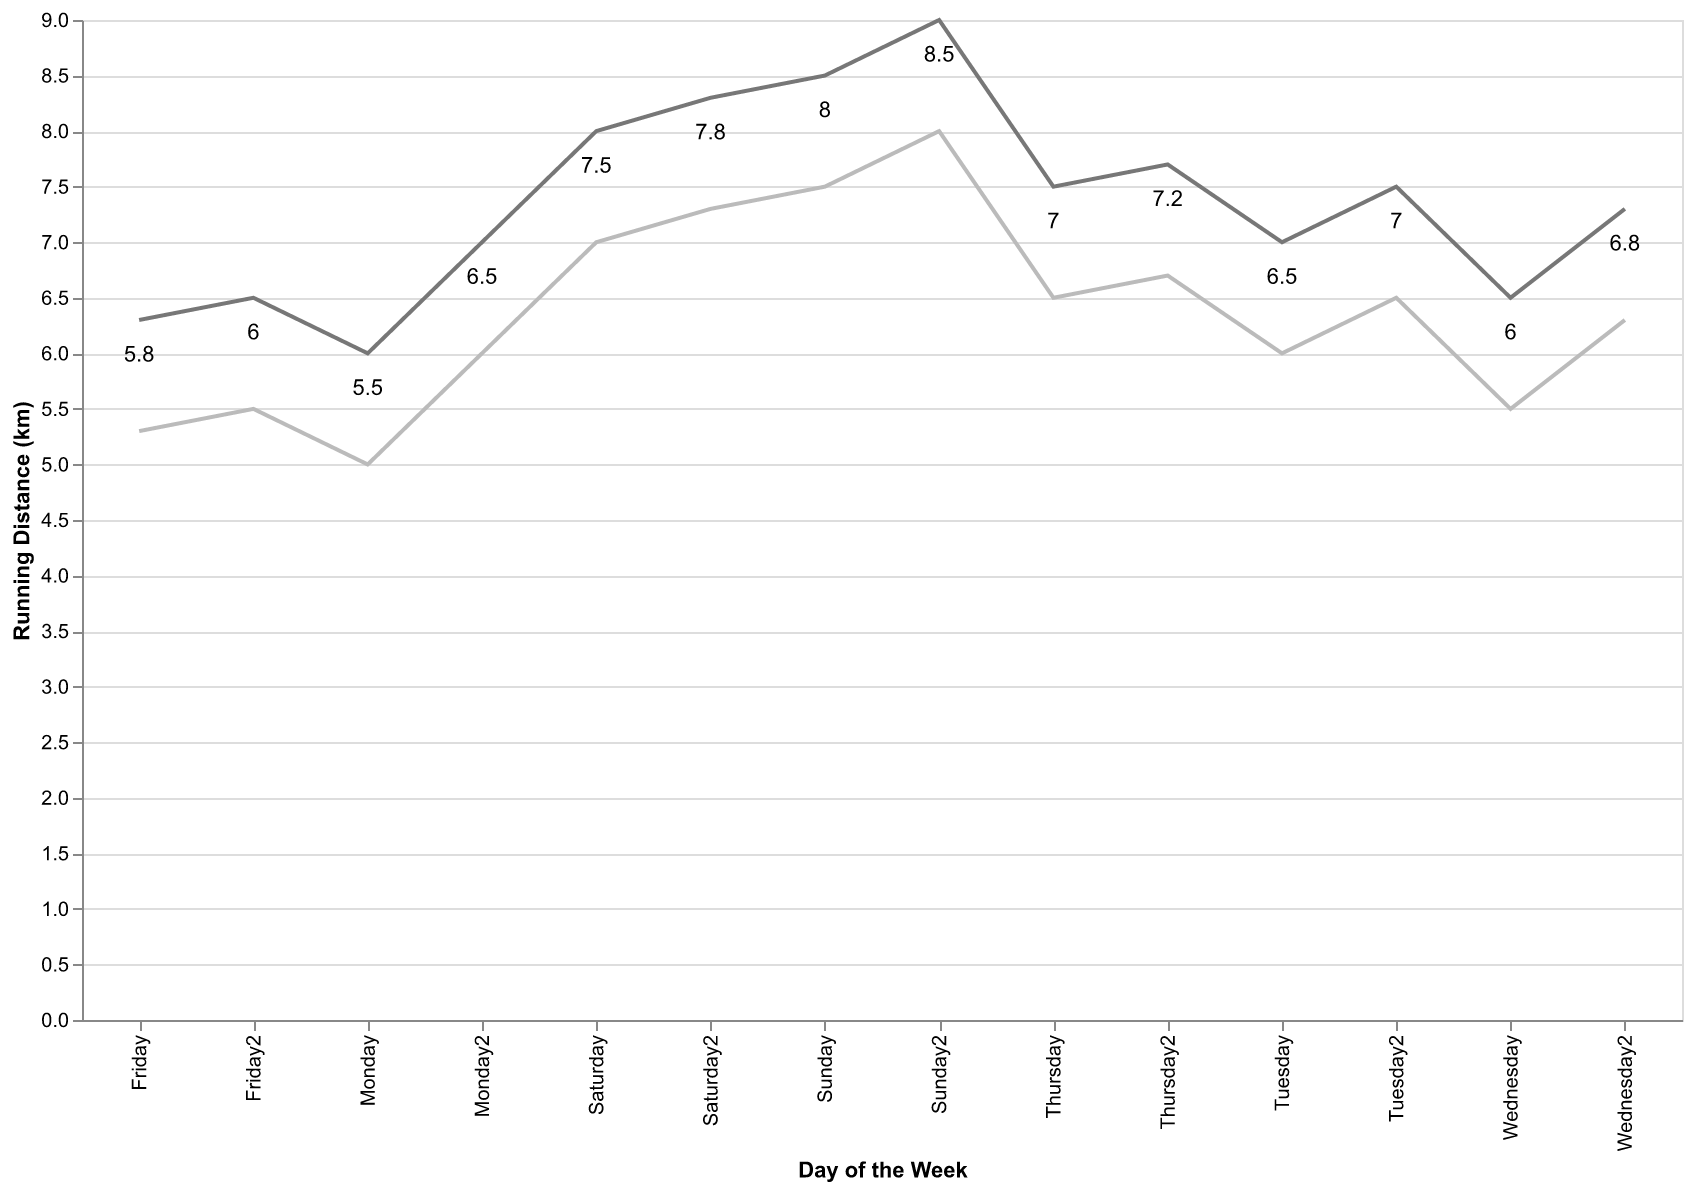 9.0
8.5
8.0
7.5
7.0
6.5
6.0
5.5
5.0
4.5
4.0
3.5
3.0
2.5
2.0
1.5
1.0
0.5
0.0
Running Distance (km)
5.8
6
5.5
6.5
7.5
7.8
8
8.5
7
7.2
6.5
7
6
6.8
Friday
Friday2
Monday
Monday2
Saturday
Saturday2
Sunday
Sunday2
Thursday
Thursday2
Tuesday
Tuesday2
Wednesday
Wednesday2
Day of the Week